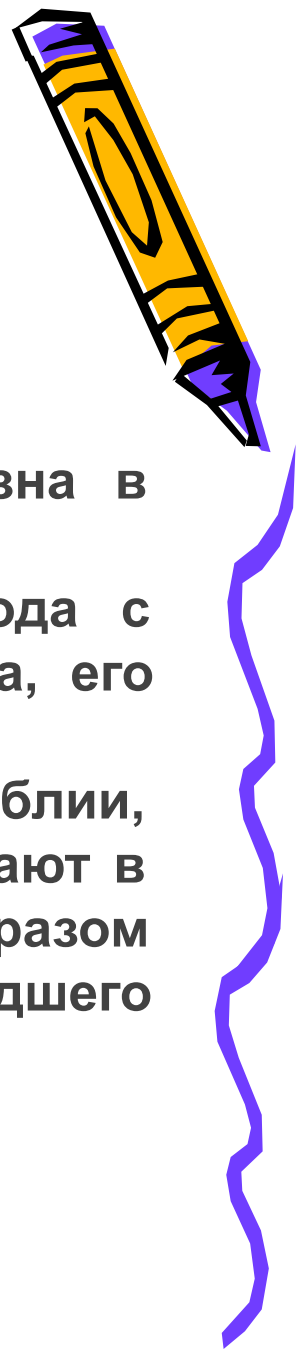 зна в
ода с
а, его
блии,
ают в
разом
дшего